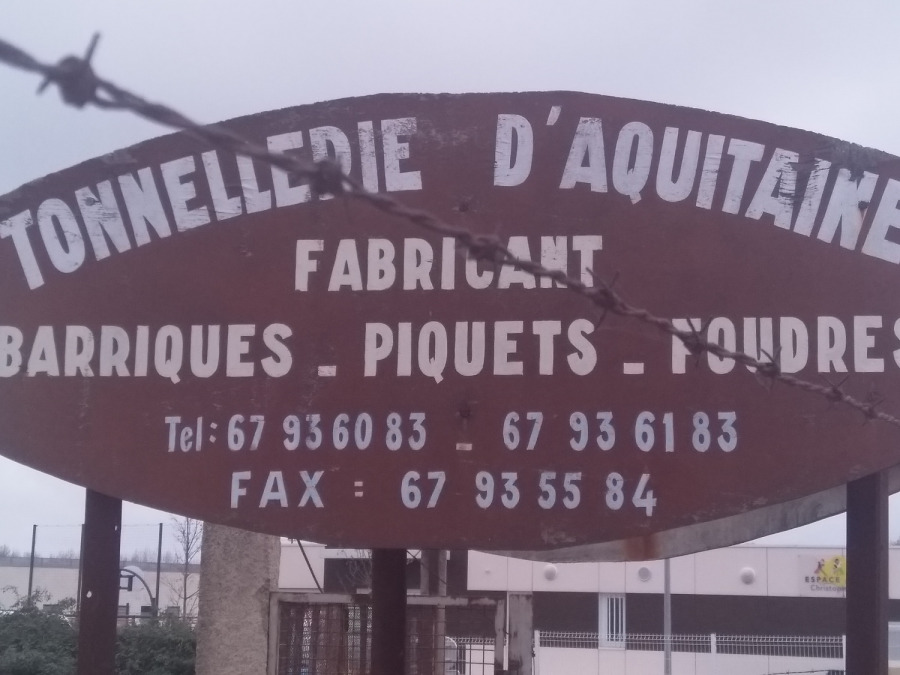 TONNELLERIE D'AQUITAINE
FABRICANT
BARRIQUES - PIQUETS - FOUDRES
Tel: 67 93 60 83 - 67 93 61 83
FAX : 67 93 55 84
ESPACE